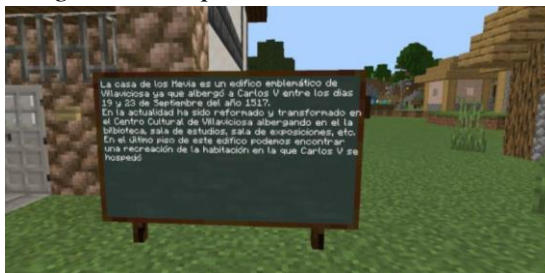 La casa de los Hevia es un edifico emblemático de
Villaviciosa ya que albergó a Carlos V entre los días
19 y 23 de Septiembre del año 1517.
En la actualidad ha sido reformado y transformado en
el Centro Cultural de Villaviciosa albergando en el la
biblioteca, sala de estudios, sala de exposiciones, etc.
En el último piso de este edifico podemos encontrar
una recreación de la habitación en la que Carlos V se
hospedó